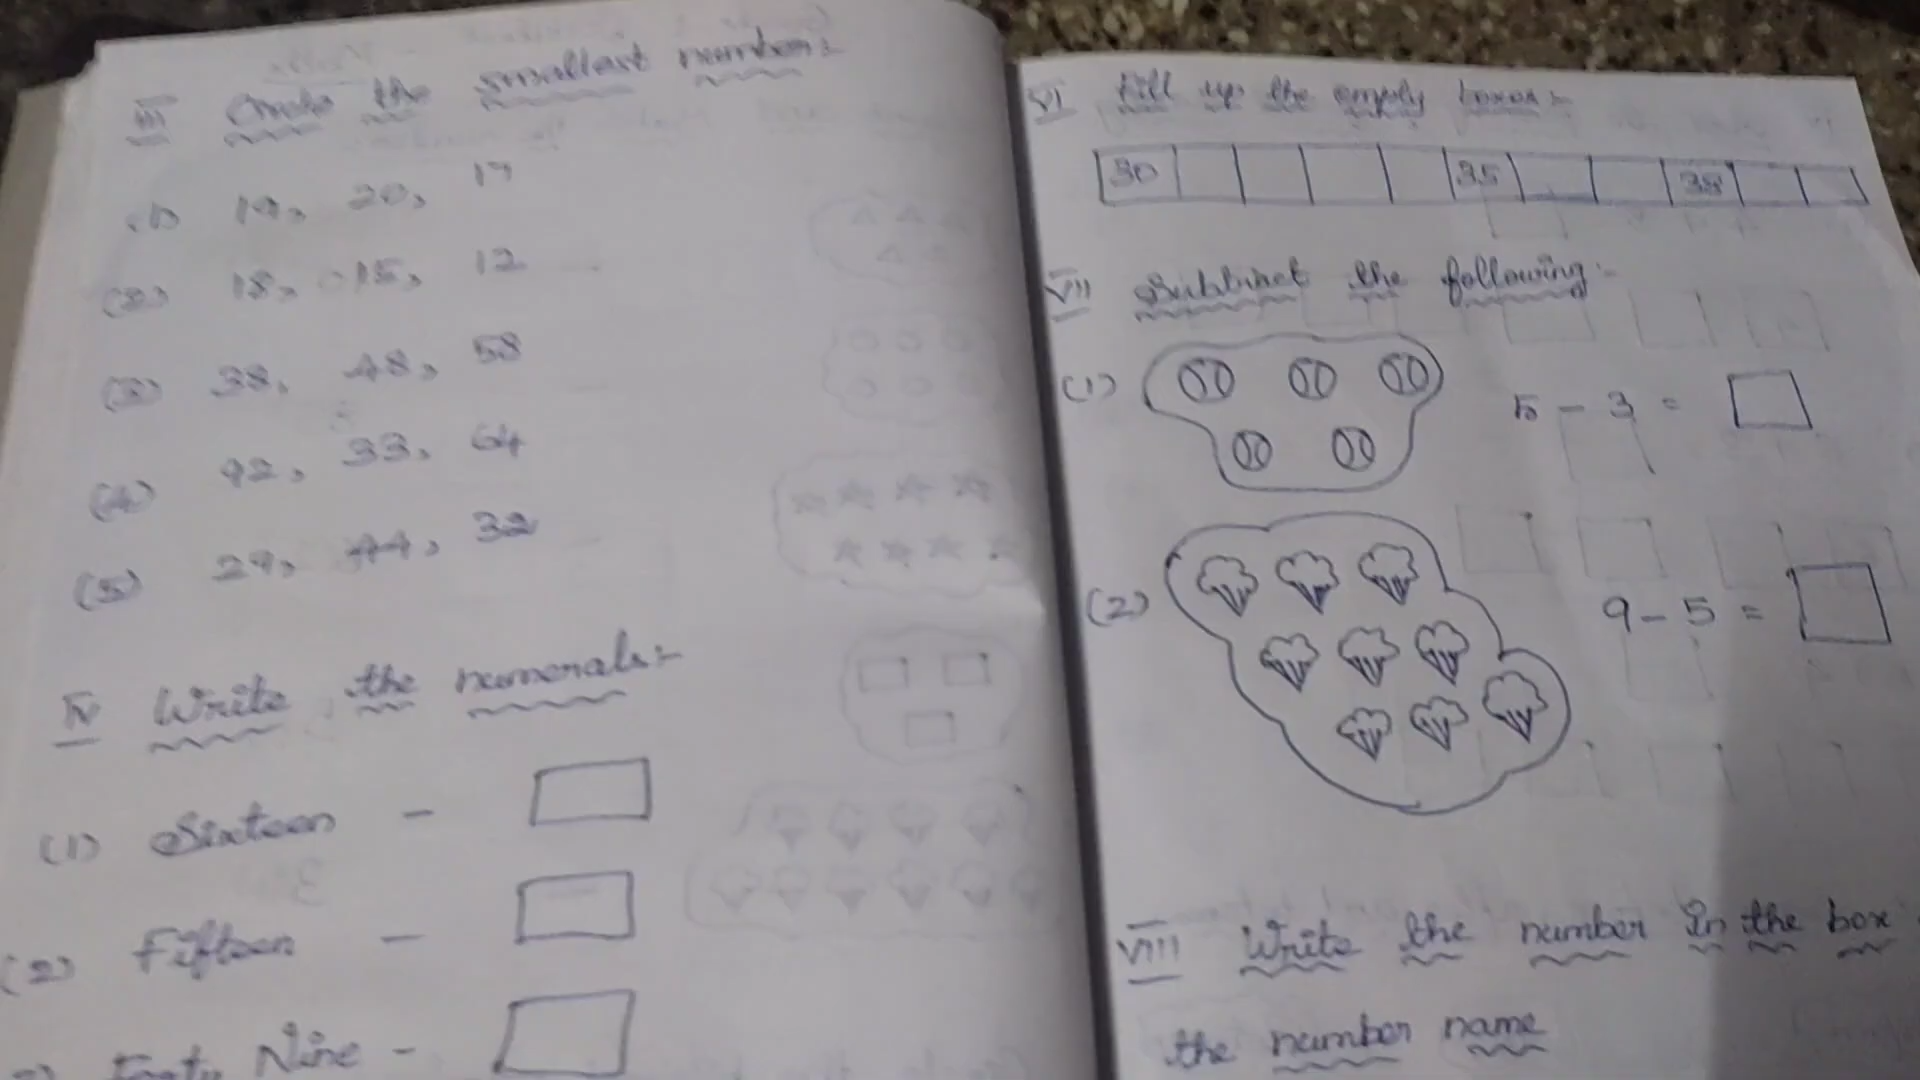 III Circle the smallest number:-
(1) 19, 20, 17
(2) 18, 15, 12
(3) 38, 48, 58
(4) 92, 33, 64
(5) 29, 44, 32
IV Write the numerals:-
(1) Sixteen -
(2) Fifteen -
Forty Nine -
VI Fill up the empty boxes:-
30 35 38
VII Subtract the following:-
(1) 5 - 3 =
(2) 9 - 5 =
VIII Write the number in the box
the number name